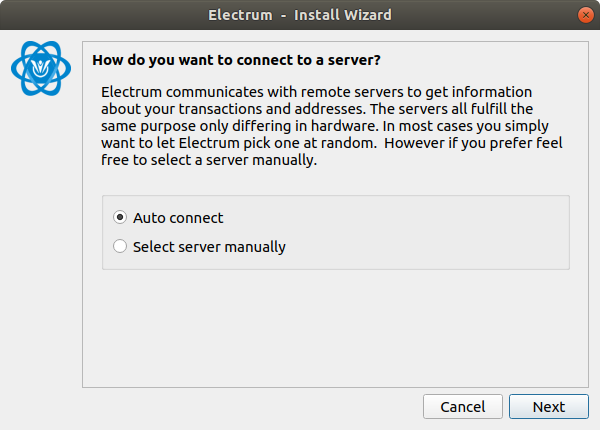 Electrum - Install Wizard
How do you want to connect to a server?
Electrum communicates with remote servers to get information
about your transactions and addresses. The servers all fulfill the
same purpose only differing in hardware. In most cases you simply
want to let Electrum pick one at random.  However if you prefer feel
free to select a server manually.
Auto connect
Select server manually
Cancel
Next